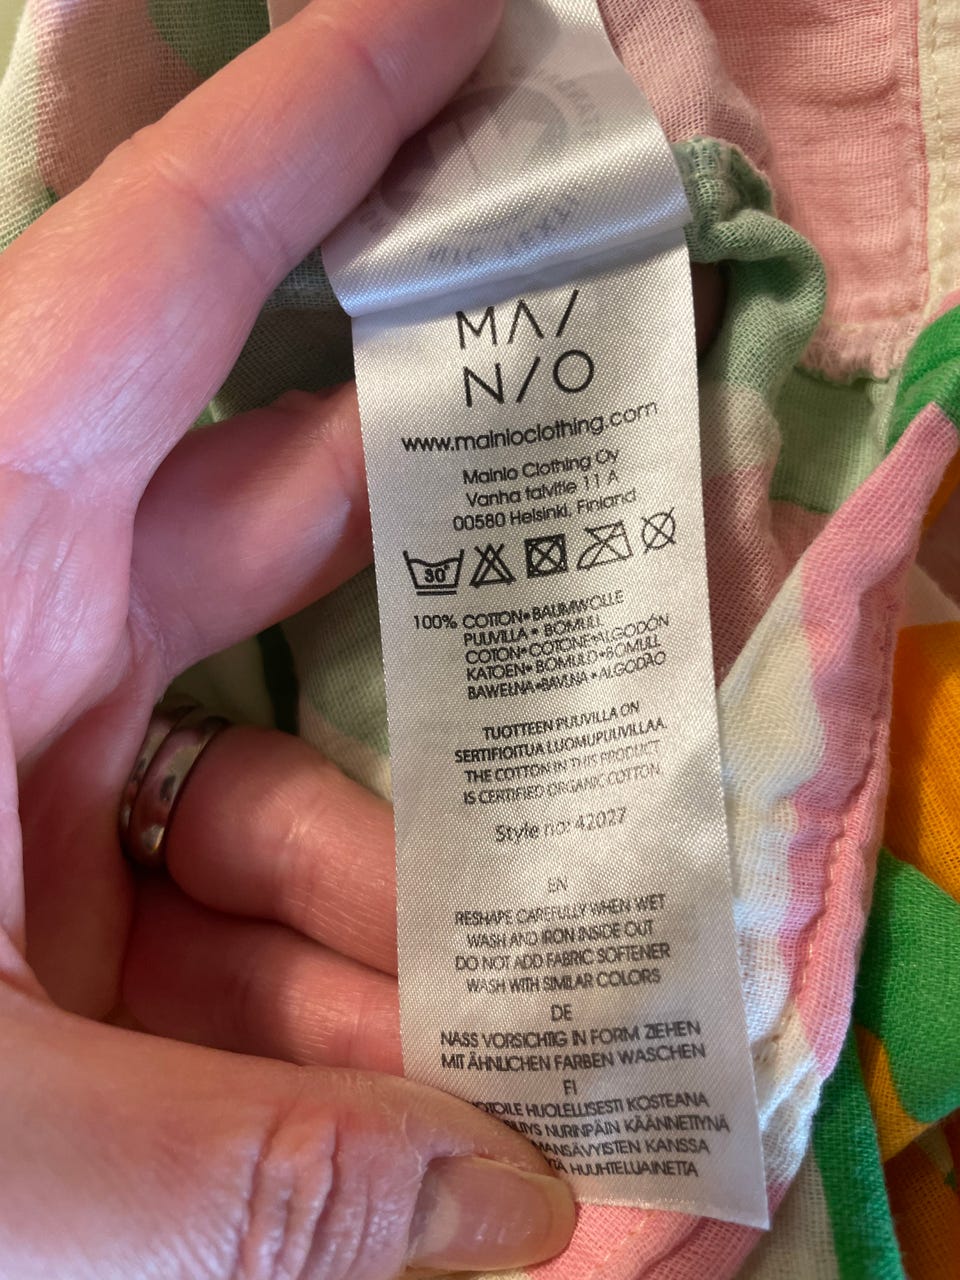 MA/
N/O
www.mainioclothing.com
Mainio Clothing Oy
Vanha talvitie 11 A
00580 Helsinki, Finland
30°
100% COTTON•BAUMWOLLE
PUUVILLA • BOMULL
COTON•COTONE•ALGODÓN
KATOEN• BOMULD•BOMULL
BAWEŁNA•BAVLNA • ALGODÃO
TUOTTEEN PUUVILLA ON
SERTIFIOITUA LUOMUPUUVILLAA.
THE COTTON IN THIS PRODUCT
IS CERTIFIED ORGANIC COTTON.
Style no: 42027
EN
RESHAPE CAREFULLY WHEN WET
WASH AND IRON INSIDE OUT
DO NOT ADD FABRIC SOFTENER
WASH WITH SIMILAR COLORS
DE
NASS VORSICHTIG IN FORM ZIEHEN
MIT ÄHNLICHEN FARBEN WASCHEN
FI
HUOLELLISESTI KOSTEANA
NURINPÄIN KÄÄNNETTYNÄ
KANSSA
HUUHTELUAINETTA